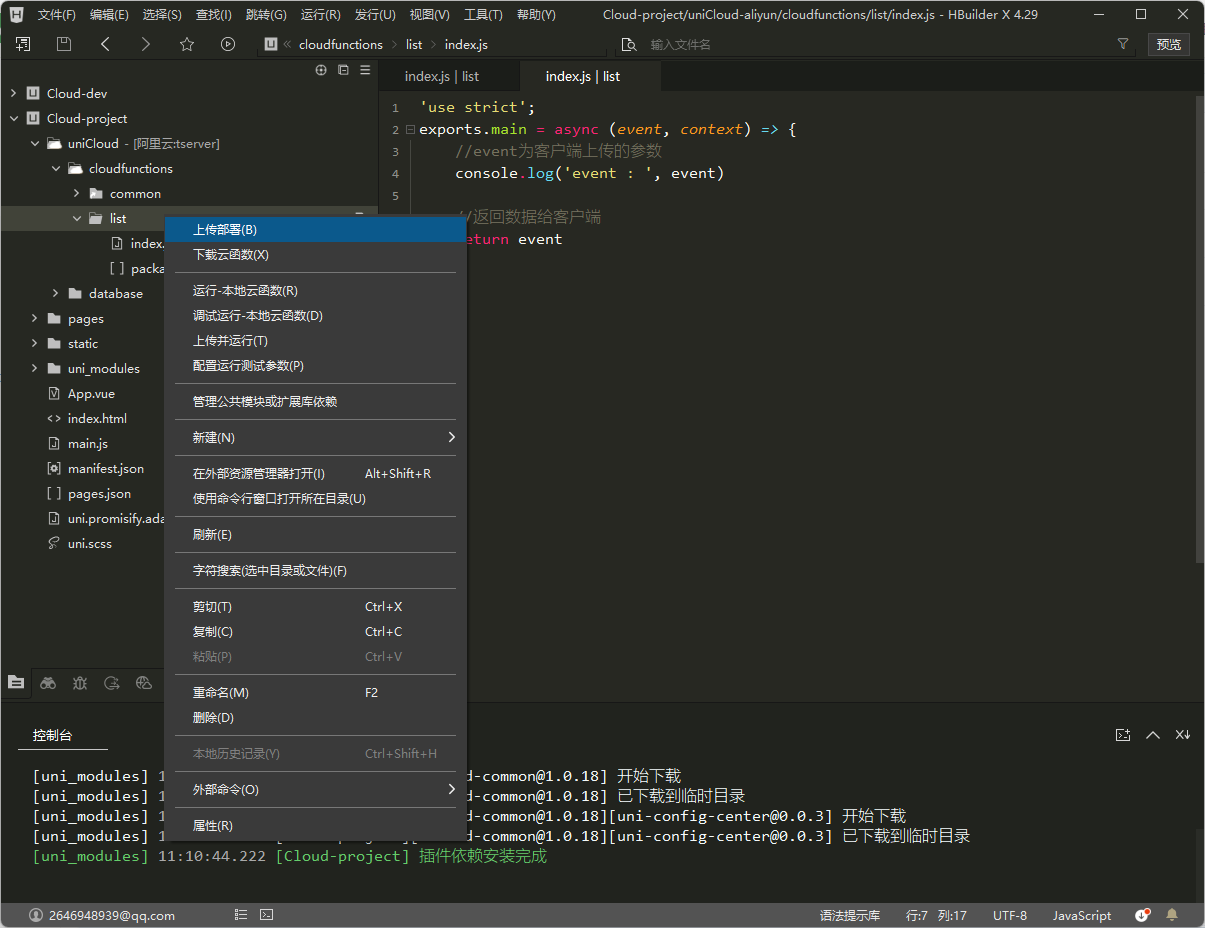 H 文件(F) 编辑(E) 选择(S) 查找(I) 跳转(G) 运行(R) 发行(U) 视图(V) 工具(T) 帮助(Y) Cloud-project/uniCloud-aliyun/cloudfunctions/list/index.js - HBuilder X 4.29
U « cloudfunctions > list > index.js 输入文件名 预览
index.js | list index.js | list
Cloud-dev
Cloud-project
uniCloud - [阿里云:tserver]
cloudfunctions
common
list
index.
packa
database
pages
static
uni_modules
App.vue
index.html
main.js
manifest.json
pages.json
uni.promisify.ada
uni.scss
1 'use strict';
2 exports.main = async (event, context) => {
3 //event为客户端上传的参数
4 console.log('event : ', event)
5
//返回数据给客户端
eturn event
上传部署(B)
下载云函数(X)
运行-本地云函数(R)
调试运行-本地云函数(D)
上传并运行(T)
配置运行测试参数(P)
管理公共模块或扩展库依赖
新建(N)
在外部资源管理器打开(I) Alt+Shift+R
使用命令行窗口打开所在目录(U)
刷新(E)
字符搜索(选中目录或文件)(F)
剪切(T) Ctrl+X
复制(C) Ctrl+C
粘贴(P) Ctrl+V
重命名(M) F2
删除(D)
本地历史记录(Y) Ctrl+Shift+H
外部命令(O)
属性(R)
控制台
[uni_modules] 1 d-common@1.0.18] 开始下载
[uni_modules] 1 d-common@1.0.18] 已下载到临时目录
[uni_modules] 1 d-common@1.0.18][uni-config-center@0.0.3] 开始下载
[uni_modules] 1 d-common@1.0.18][uni-config-center@0.0.3] 已下载到临时目录
[uni_modules] 11:10:44.222 [Cloud-project] 插件依赖安装完成
2646948939@qq.com 语法提示库 行:7 列:17 UTF-8 JavaScript